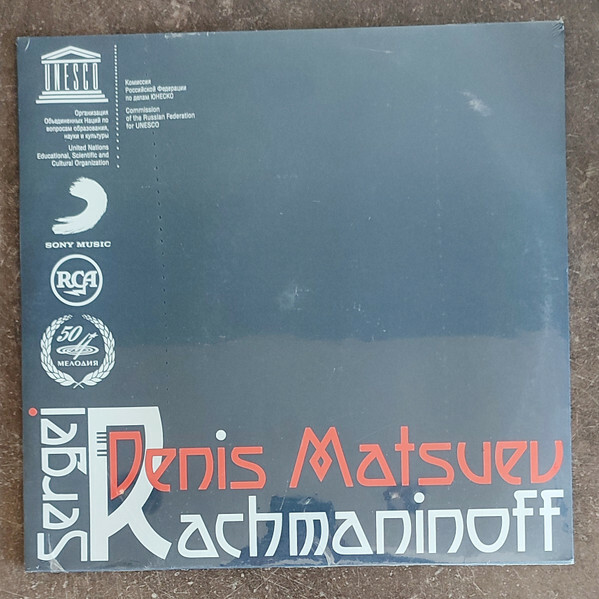 UNESCO
Организация
Объединенных Наций по
вопросам образования,
науки и культуры
United Nations
Educational, Scientific and
Cultural Organization
Комиссия
Российской Федерации
по делам ЮНЕСКО
Commission
of the Russian Federation
for UNESCO
SONY MUSIC
RCA
50
МЕЛОДИЯ
Sergei
Denis Matsuev
Rachmaninoff